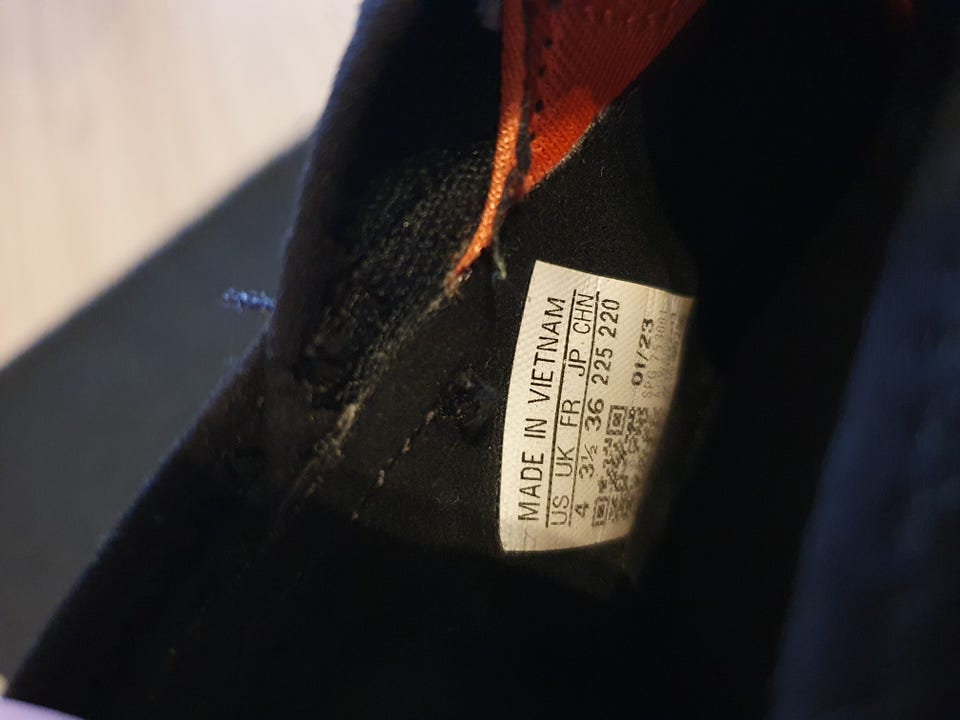 MADE IN VIETNAM
US UK FR JP CHN
4 3½ 36 225 220
01/23